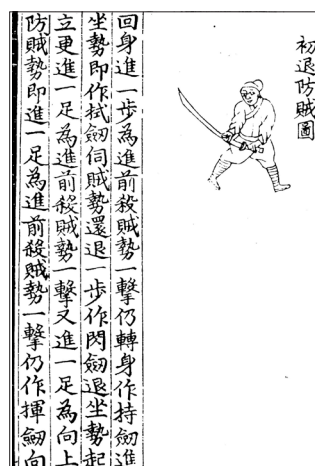 初退防賊圖
回身進一步為進前殺賊勢一擊仍轉身作持劒進
坐勢即作拭劒伺賊勢還退一步作閃劒退坐勢起
立更進一足為進前殺賊勢一擊又進一足為向上
防賊勢即進一足為進前殺賊勢一擊仍作揮劒向